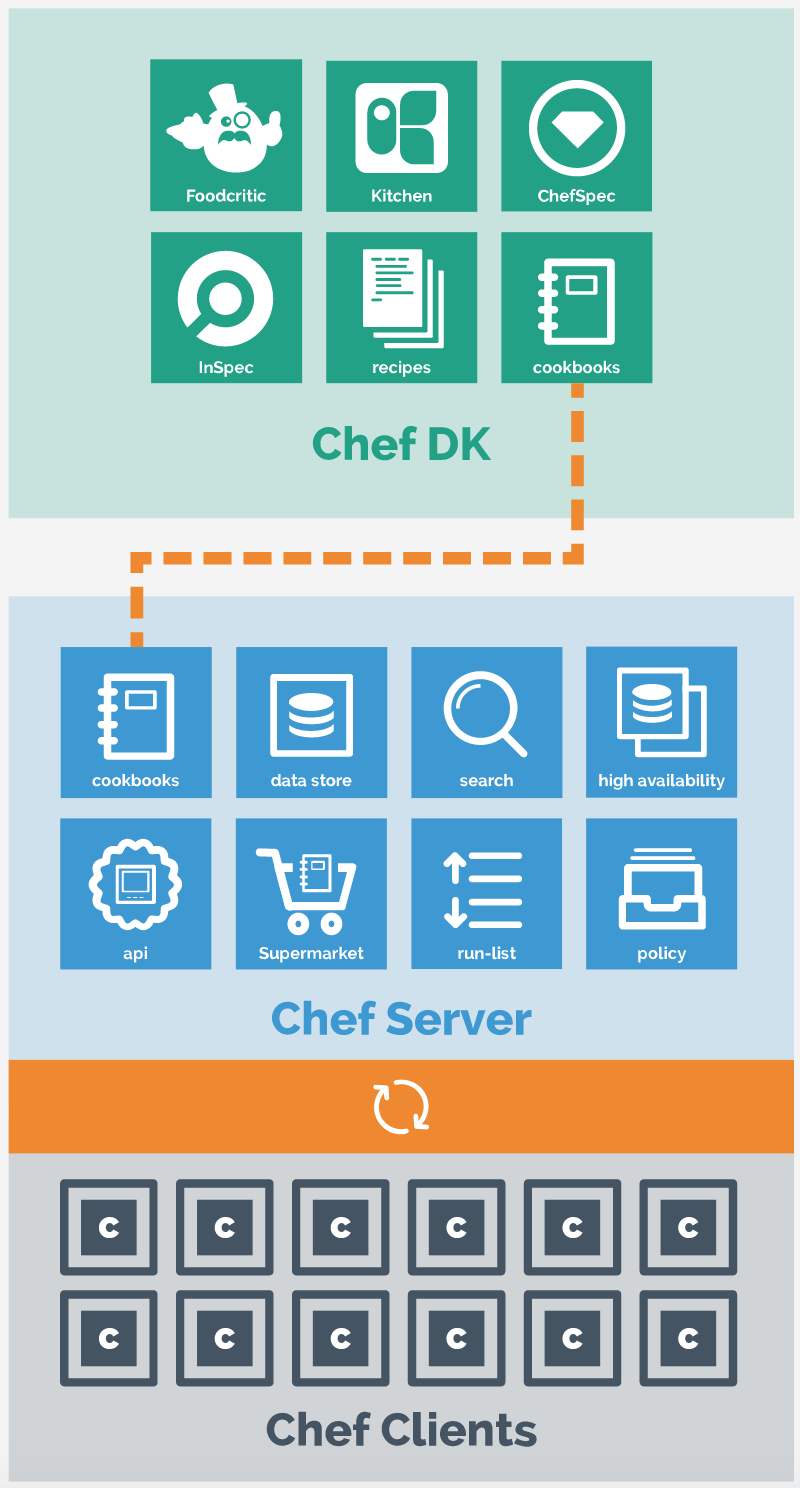 Foodcritic
Kitchen
ChefSpec
InSpec
recipes
cookbooks
Chef DK
cookbooks
data store
search
high availability
api
Supermarket
run-list
policy
Chef Server
C
C
C
C
C
C
C
C
C
C
C
C
Chef Clients